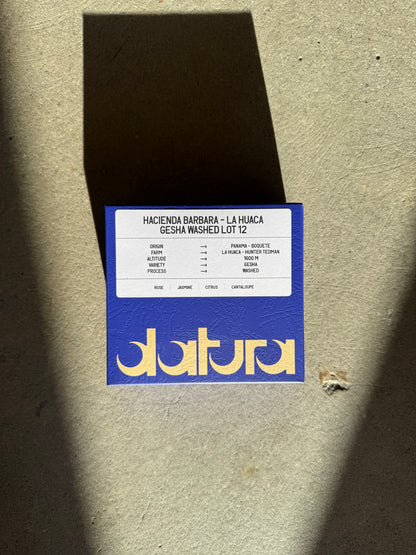 HACIENDA BARBARA - LA HUACA
GESHA WASHED LOT 12
ORIGIN → PANAMA - BOQUETE
FARM → LA HUACA - HUNTER TEDMAN
ALTITUDE → 1600 M
VARIETY → GESHA
PROCESS → WASHED
ROSE | JASMINE | CITRUS | CANTALOUPE
datura